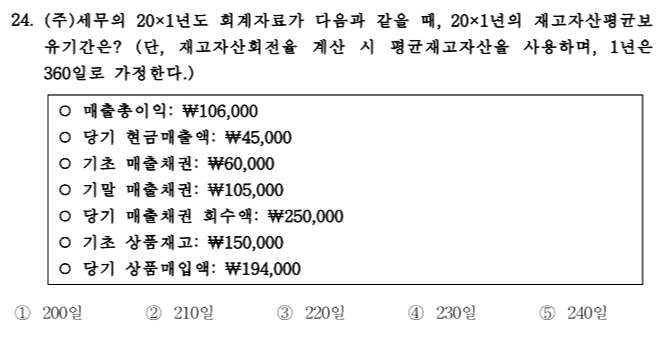 24. (주)세무의 20×1년도 회계자료가 다음과 같을 때, 20×1년의 재고자산평균보
유기간은? (단, 재고자산회전율 계산 시 평균재고자산을 사용하며, 1년은
360일로 가정한다.)
○ 매출총이익: ₩106,000
○ 당기 현금매출액: ₩45,000
○ 기초 매출채권: ₩60,000
○ 기말 매출채권: ₩105,000
○ 당기 매출채권 회수액: ₩250,000
○ 기초 상품재고: ₩150,000
○ 당기 상품매입액: ₩194,000
① 200일 ② 210일 ③ 220일 ④ 230일 ⑤ 240일